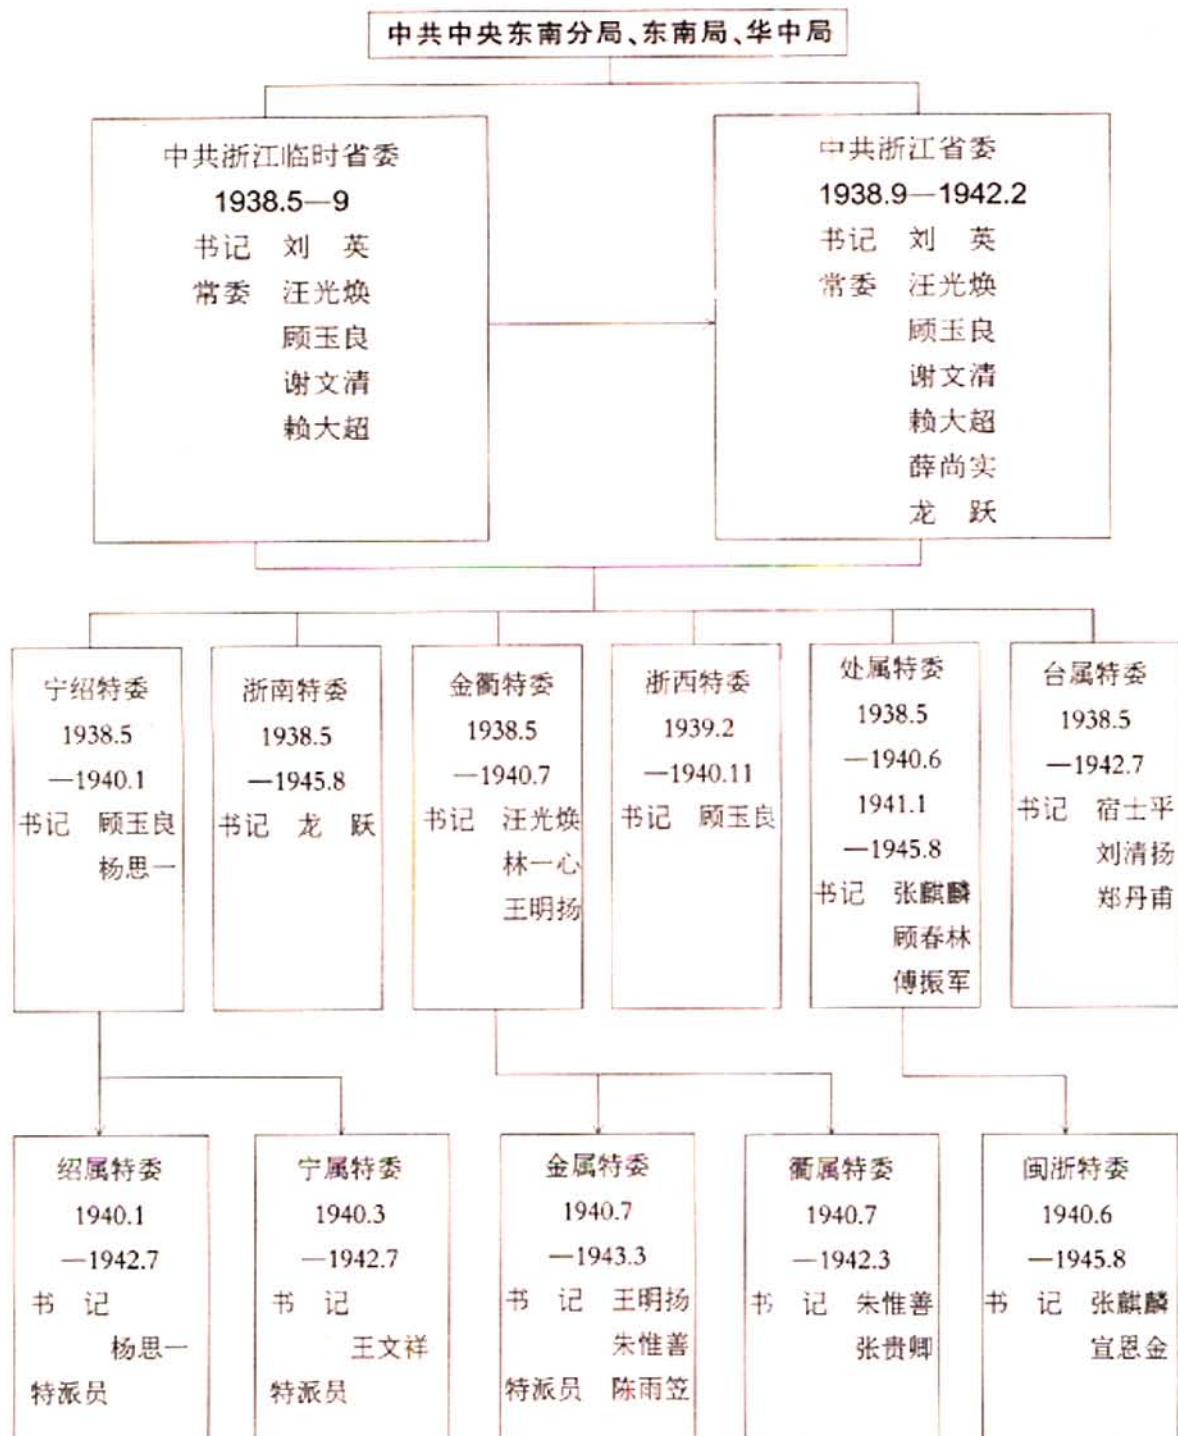 中共中央东南分局、东南局、华中局
中共浙江临时省委
1938.5—9
书记 刘 英
常委 汪光焕
顾玉良
谢文清
赖大超
中共浙江省委
1938.9—1942.2
书记 刘 英
常委 汪光焕
顾玉良
谢文清
赖大超
薛尚实
龙 跃
宁绍特委
1938.5
—1940.1
书记 顾玉良
杨思一
浙南特委
1938.5
—1945.8
书记 龙 跃
金衢特委
1938.5
—1940.7
书记 汪光焕
林一心
王明扬
浙西特委
1939.2
—1940.11
书记 顾玉良
处属特委
1938.5
—1940.6
1941.1
—1945.8
书记 张麒麟
顾春林
傅振军
台属特委
1938.5
—1942.7
书记 宿士平
刘清扬
郑丹甫
绍属特委
1940.1
—1942.7
书 记
杨思一
特派员
宁属特委
1940.3
—1942.7
书 记
王文祥
特派员
金属特委
1940.7
—1943.3
书 记 王明扬
朱惟善
特派员 陈雨笠
衢属特委
1940.7
—1942.3
书 记 朱惟善
张贵卿
闽浙特委
1940.6
—1945.8
书 记 张麒麟
宣恩金